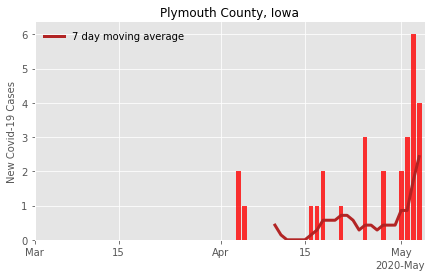 Plymouth County, Iowa
7 day moving average
New Covid-19 Cases
6
5
4
3
2
1
0
Mar 15 Apr 15 May
2020-May